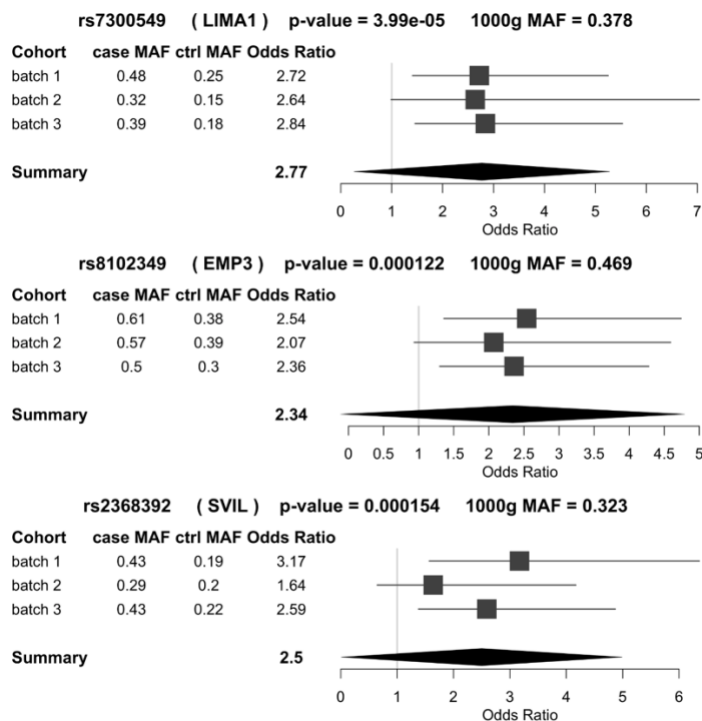 rs7300549 ( LIMA1 ) p-value = 3.99e-05 1000g MAF = 0.378
Cohort case MAF ctrl MAF Odds Ratio
batch 1 0.48 0.25 2.72
batch 2 0.32 0.15 2.64
batch 3 0.39 0.18 2.84
Summary 2.77
0 1 2 3 4 5 6 7
Odds Ratio
rs8102349 ( EMP3 ) p-value = 0.000122 1000g MAF = 0.469
Cohort case MAF ctrl MAF Odds Ratio
batch 1 0.61 0.38 2.54
batch 2 0.57 0.39 2.07
batch 3 0.5 0.3 2.36
Summary 2.34
0 0.5 1 1.5 2 2.5 3 3.5 4 4.5 5
Odds Ratio
rs2368392 ( SVIL ) p-value = 0.000154 1000g MAF = 0.323
Cohort case MAF ctrl MAF Odds Ratio
batch 1 0.43 0.19 3.17
batch 2 0.29 0.2 1.64
batch 3 0.43 0.22 2.59
Summary 2.5
0 1 2 3 4 5 6
Odds Ratio